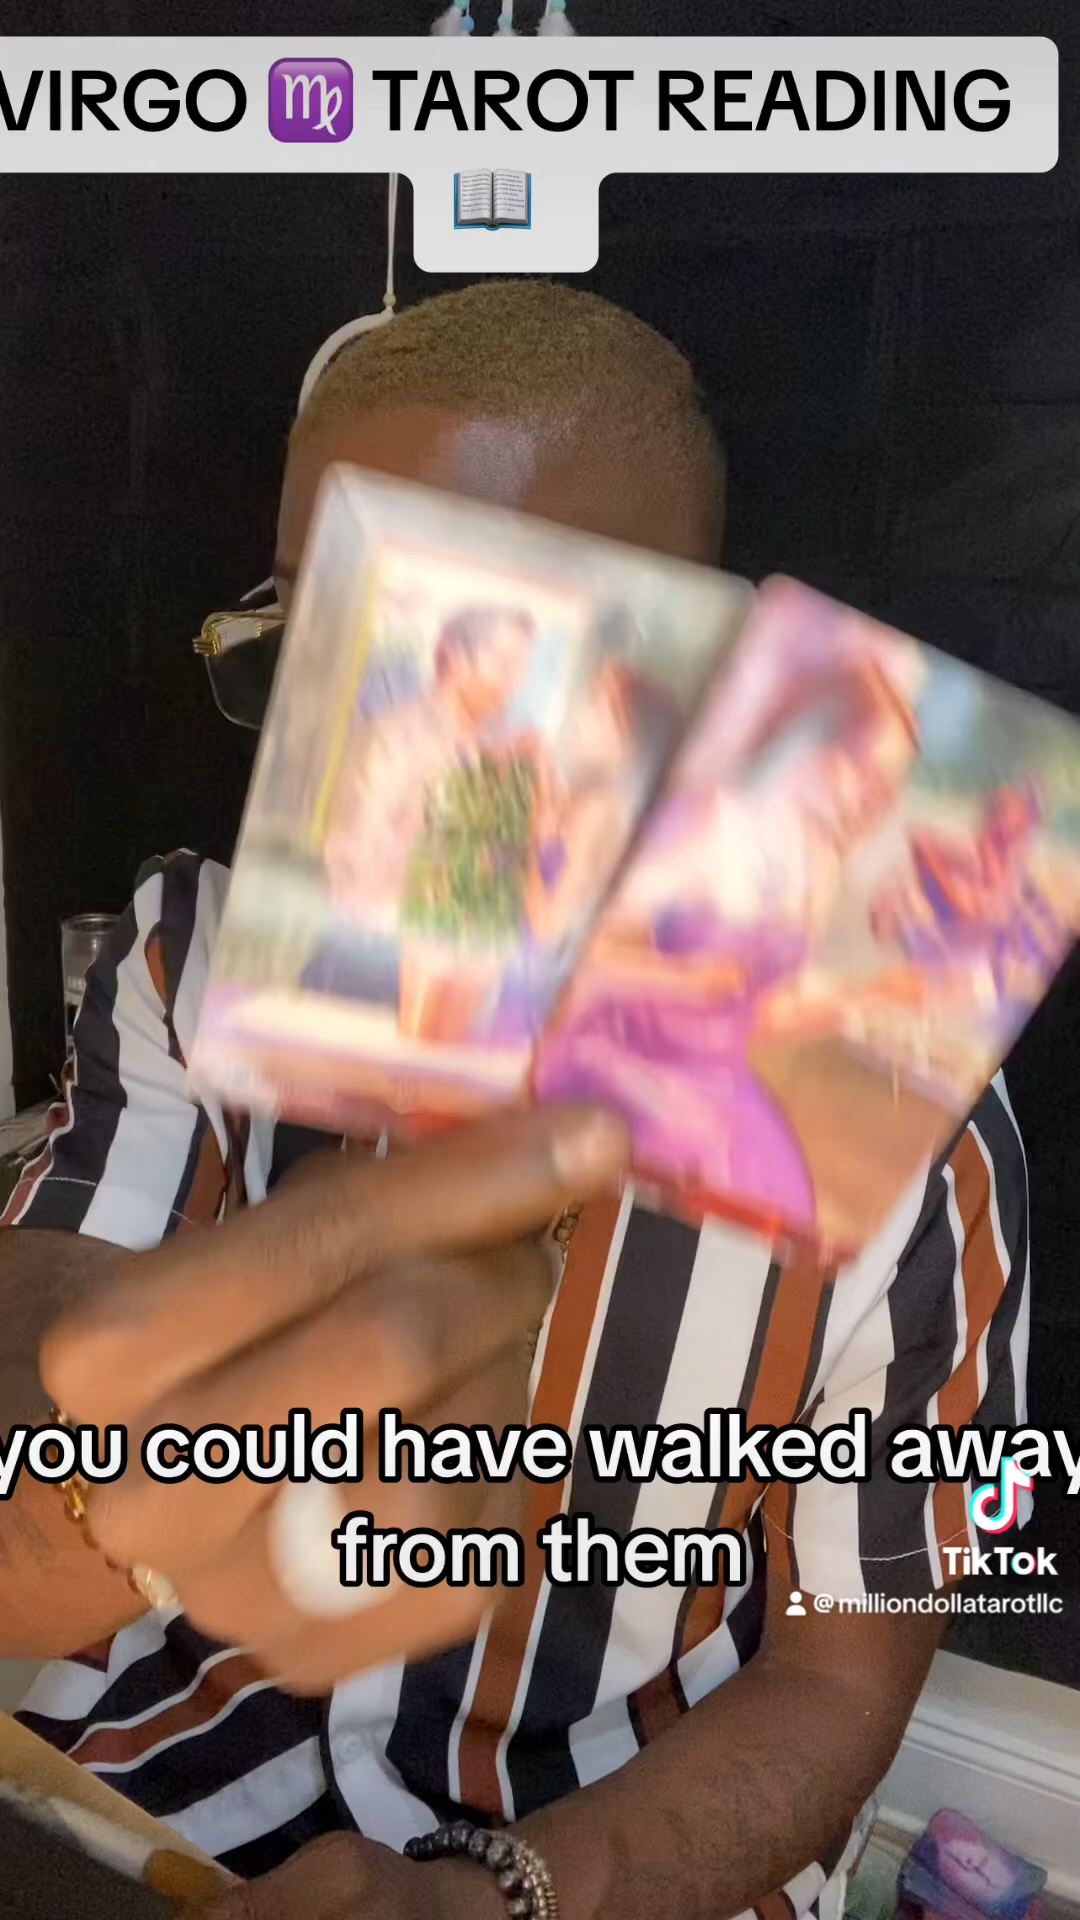 VIRGO ♍ TAROT READING
📖
you could have walked away
from them
TikTok
@milliondollatarotllc